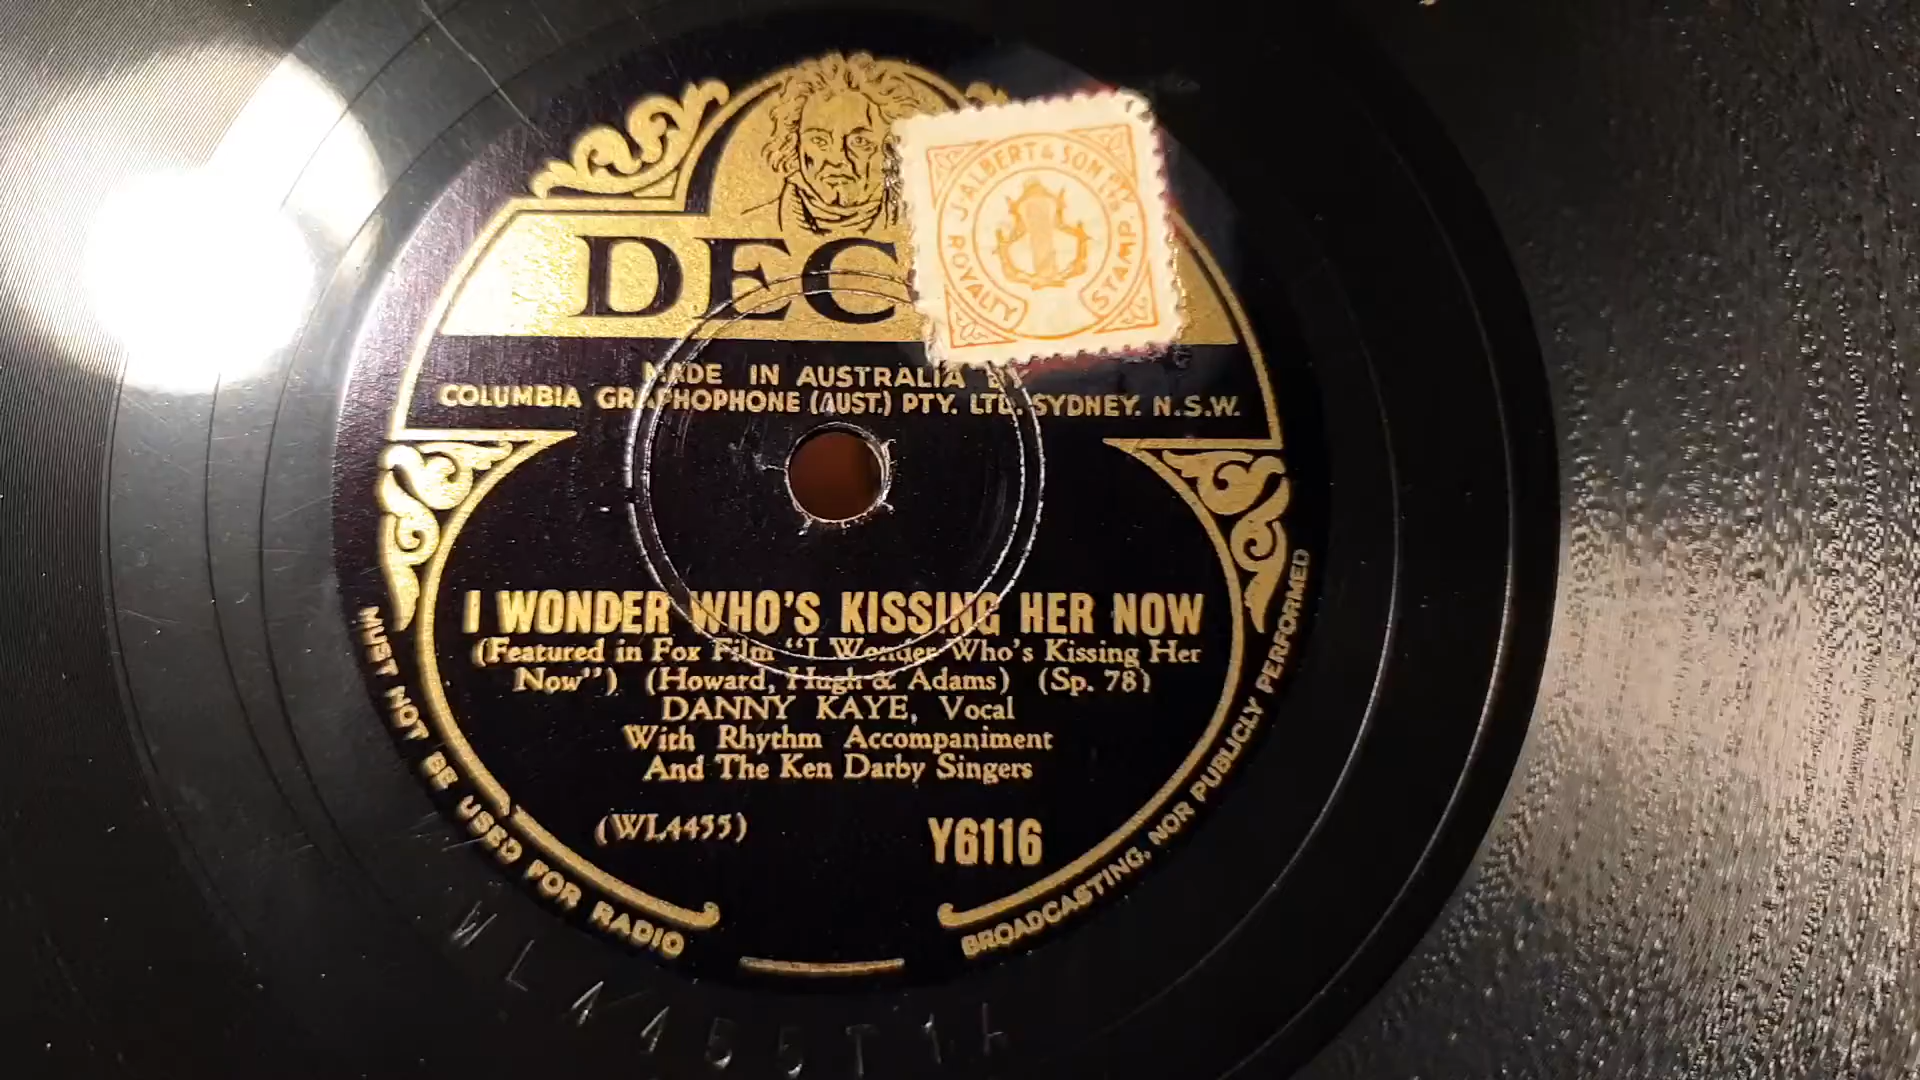 DEC
J. ALBERT & SON PTY. LTD.
ROYALTY STAMP
MADE IN AUSTRALIA
COLUMBIA GRAPHOPHONE (AUST.) PTY. LTD. SYDNEY. N.S.W.
I WONDER WHO'S KISSING HER NOW
(Featured in Fox Film "I Wonder Who's Kissing Her
Now") (Howard, Hugh & Adams) (Sp. 78)
DANNY KAYE, Vocal
With Rhythm Accompaniment
And The Ken Darby Singers
(WL4455)
Y6116
MUST NOT BE USED FOR RADIO
BROADCASTING, NOR PUBLICLY PERFORMED